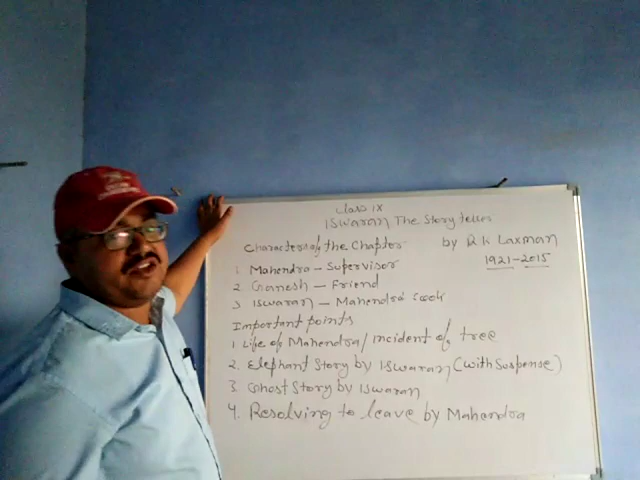 Class IX
Iswaran The Story teller
Characters of the Chapter by R.K Laxman
1921-2015
1. Mahendra - Supervisor
2. Ganesh - Friend
3. Iswaran - Mahendra's Cook
Important points
1 Life of Mahendra/Incident of tree
2. Elephant Story by Iswaran (with Suspense)
3. Ghost Story by Iswaran
4. Resolving to leave by Mahendra